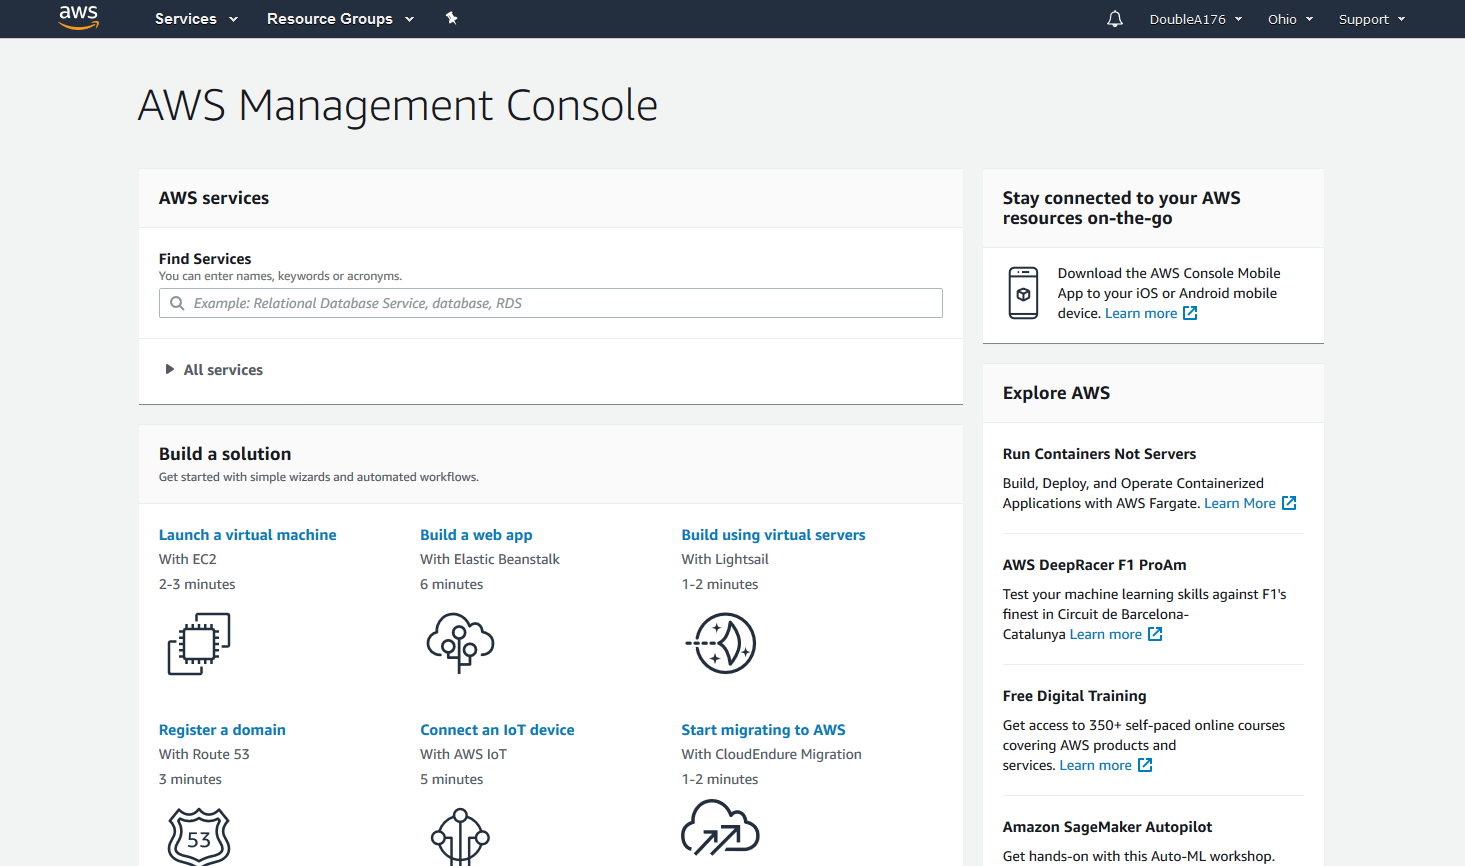 aws Services Resource Groups DoubleA176 Ohio Support
AWS Management Console
AWS services
Find Services
You can enter names, keywords or acronyms.
Example: Relational Database Service, database, RDS
All services
Build a solution
Get started with simple wizards and automated workflows.
Launch a virtual machine
With EC2
2-3 minutes
Build a web app
With Elastic Beanstalk
6 minutes
Build using virtual servers
With Lightsail
1-2 minutes
Register a domain
With Route 53
3 minutes
53
Connect an IoT device
With AWS IoT
5 minutes
Start migrating to AWS
With CloudEndure Migration
1-2 minutes
Stay connected to your AWS
resources on-the-go
Download the AWS Console Mobile
App to your iOS or Android mobile
device. Learn more
Explore AWS
Run Containers Not Servers
Build, Deploy, and Operate Containerized
Applications with AWS Fargate. Learn More
AWS DeepRacer F1 ProAm
Test your machine learning skills against F1's
finest in Circuit de Barcelona-
Catalunya Learn more
Free Digital Training
Get access to 350+ self-paced online courses
covering AWS products and
services. Learn more
Amazon SageMaker Autopilot
Get hands-on with this Auto-ML workshop.